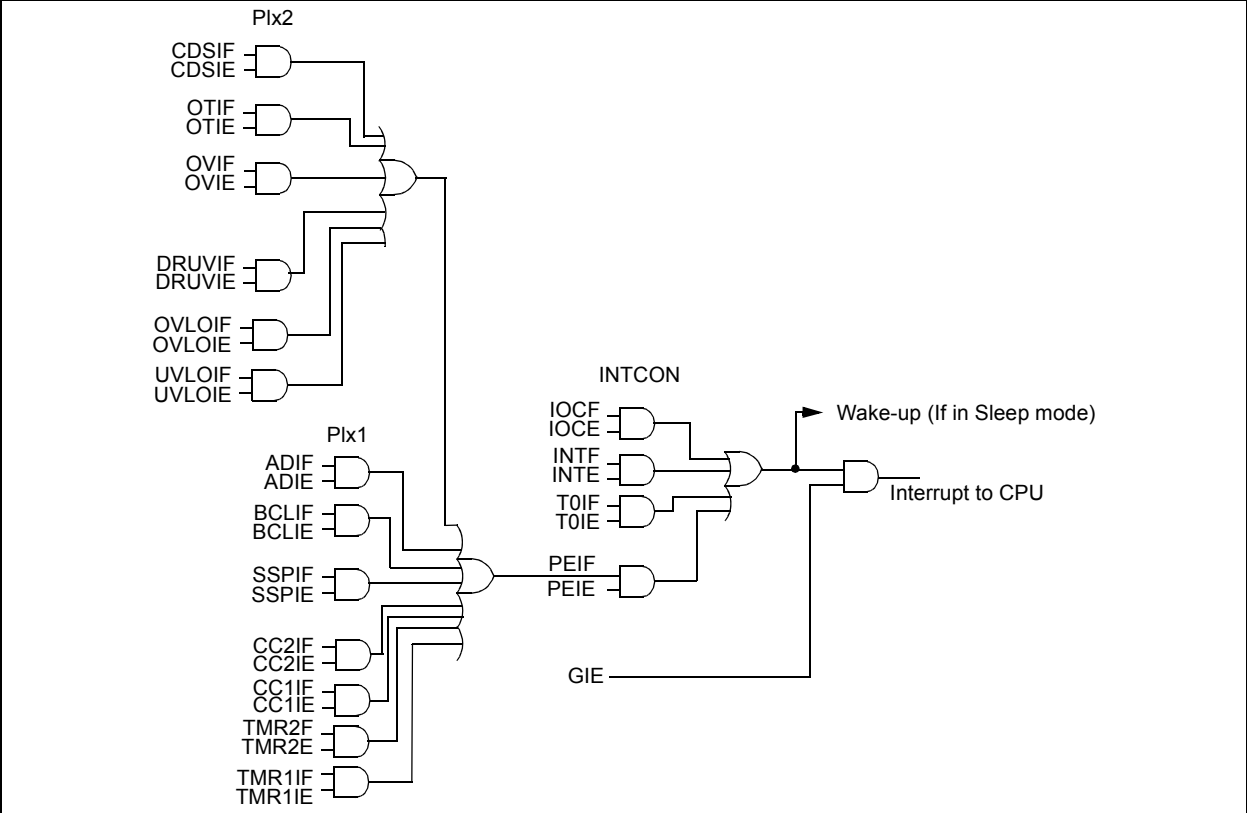 PIx2
CDSIF
CDSIE
OTIF
OTIE
OVIF
OVIE
DRUVIF
DRUVIE
OVLOIF
OVLOIE
UVLOIF
UVLOIE
PIx1
ADIF
ADIE
BCLIF
BCLIE
SSPIF
SSPIE
CC2IF
CC2IE
CC1IF
CC1IE
TMR2F
TMR2E
TMR1IF
TMR1IE
INTCON
IOCF
IOCE
INTF
INTE
T0IF
T0IE
PEIF
PEIE
GIE
Wake-up (If in Sleep mode)
Interrupt to CPU